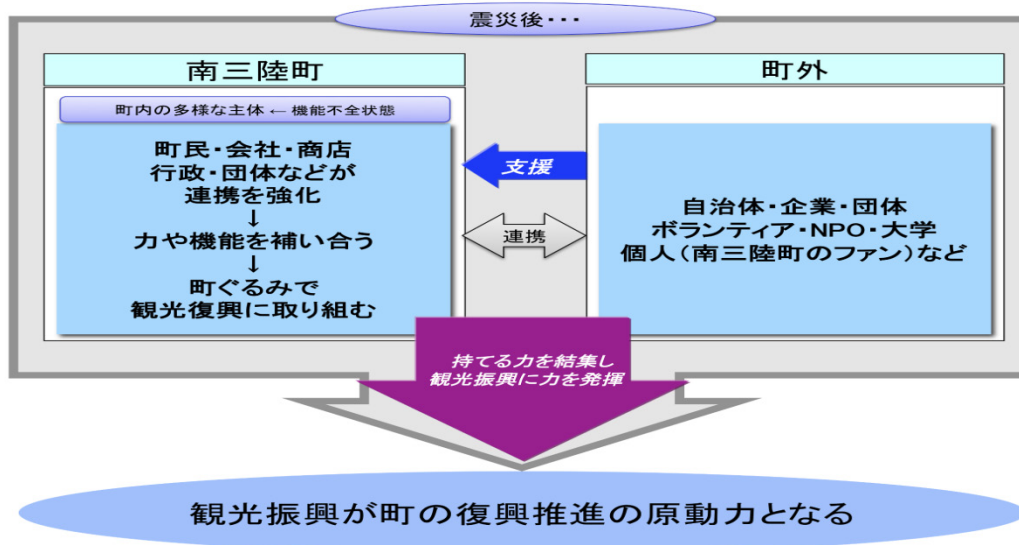 震災後・・・
南三陸町
町内の多様な主体 ← 機能不全状態
町民・会社・商店
行政・団体などが
連携を強化
↓
力や機能を補い合う
↓
町ぐるみで
観光復興に取り組む
支援
連携
町外
自治体・企業・団体
ボランティア・NPO・大学
個人(南三陸町のファン)など
持てる力を結集し
観光振興に力を発揮
観光振興が町の復興推進の原動力となる